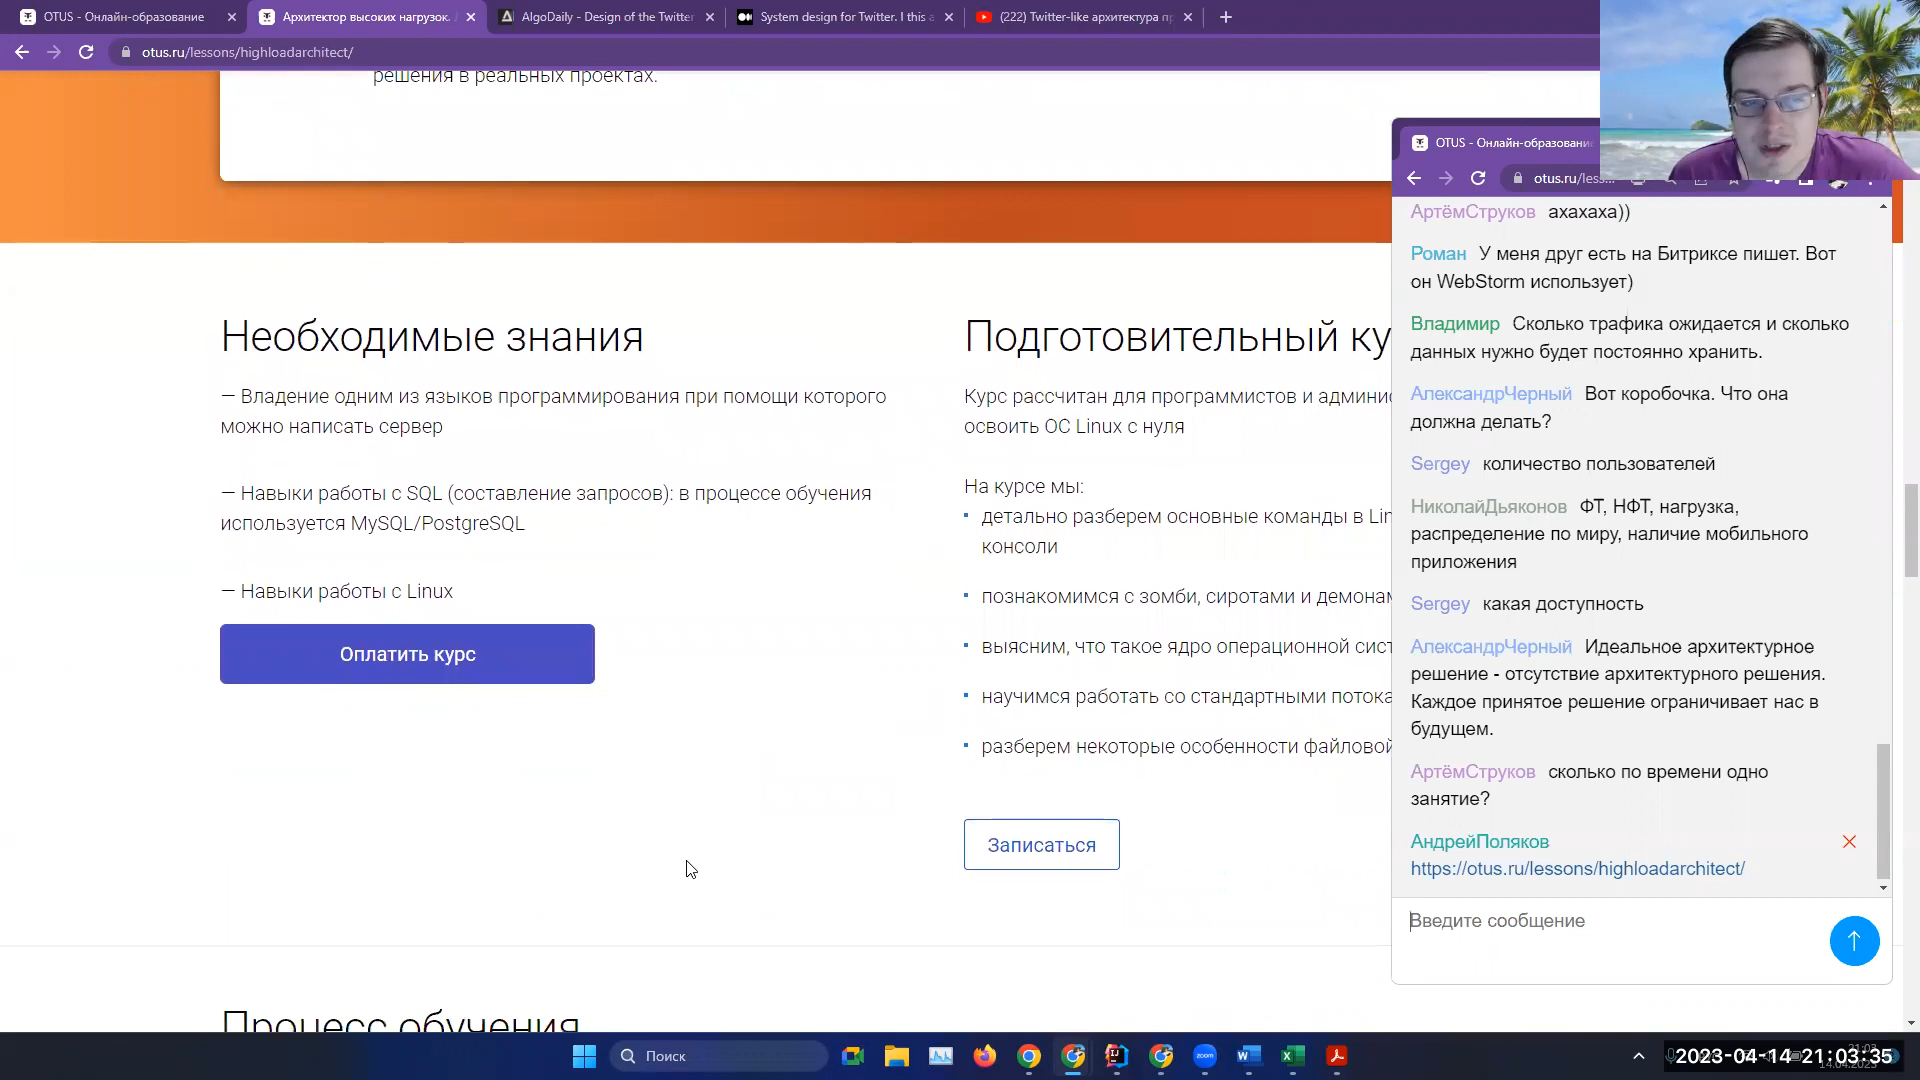 OTUS - Онлайн-образование
Архитектор высоких нагрузок.
AlgoDaily - Design of the Twitter
System design for Twitter. I this a
(222) Twitter-like архитектура п
otus.ru/lessons/highloadarchitect/
решения в реальных проектах.
Необходимые знания
— Владение одним из языков программирования при помощи которого
можно написать сервер
— Навыки работы с SQL (составление запросов): в процессе обучения
используется MySQL/PostgreSQL
— Навыки работы с Linux
Оплатить курс
Подготовительный ку
Курс рассчитан для программистов и админис
освоить ОС Linux с нуля
На курсе мы:
детально разберем основные команды в Lin
консоли
познакомимся с зомби, сиротами и демонам
выясним, что такое ядро операционной сист
научимся работать со стандартными потока
разберем некоторые особенности файловой
Записаться
Процесс обучения
OTUS - Онлайн-образование
otus.ru/less...
АртёмСтруков ахахаха))
Роман У меня друг есть на Битриксе пишет. Вот
он WebStorm использует)
Владимир Сколько трафика ожидается и сколько
данных нужно будет постоянно хранить.
АлександрЧерный Вот коробочка. Что она
должна делать?
Sergey количество пользователей
НиколайДьяконов ФТ, НФТ, нагрузка,
распределение по миру, наличие мобильного
приложения
Sergey какая доступность
АлександрЧерный Идеальное архитектурное
решение - отсутствие архитектурного решения.
Каждое принятое решение ограничивает нас в
будущем.
АртёмСтруков сколько по времени одно
занятие?
АндрейПоляков
https://otus.ru/lessons/highloadarchitect/
Введите сообщение
Поиск
zoom
2023-04-14 21:03:35